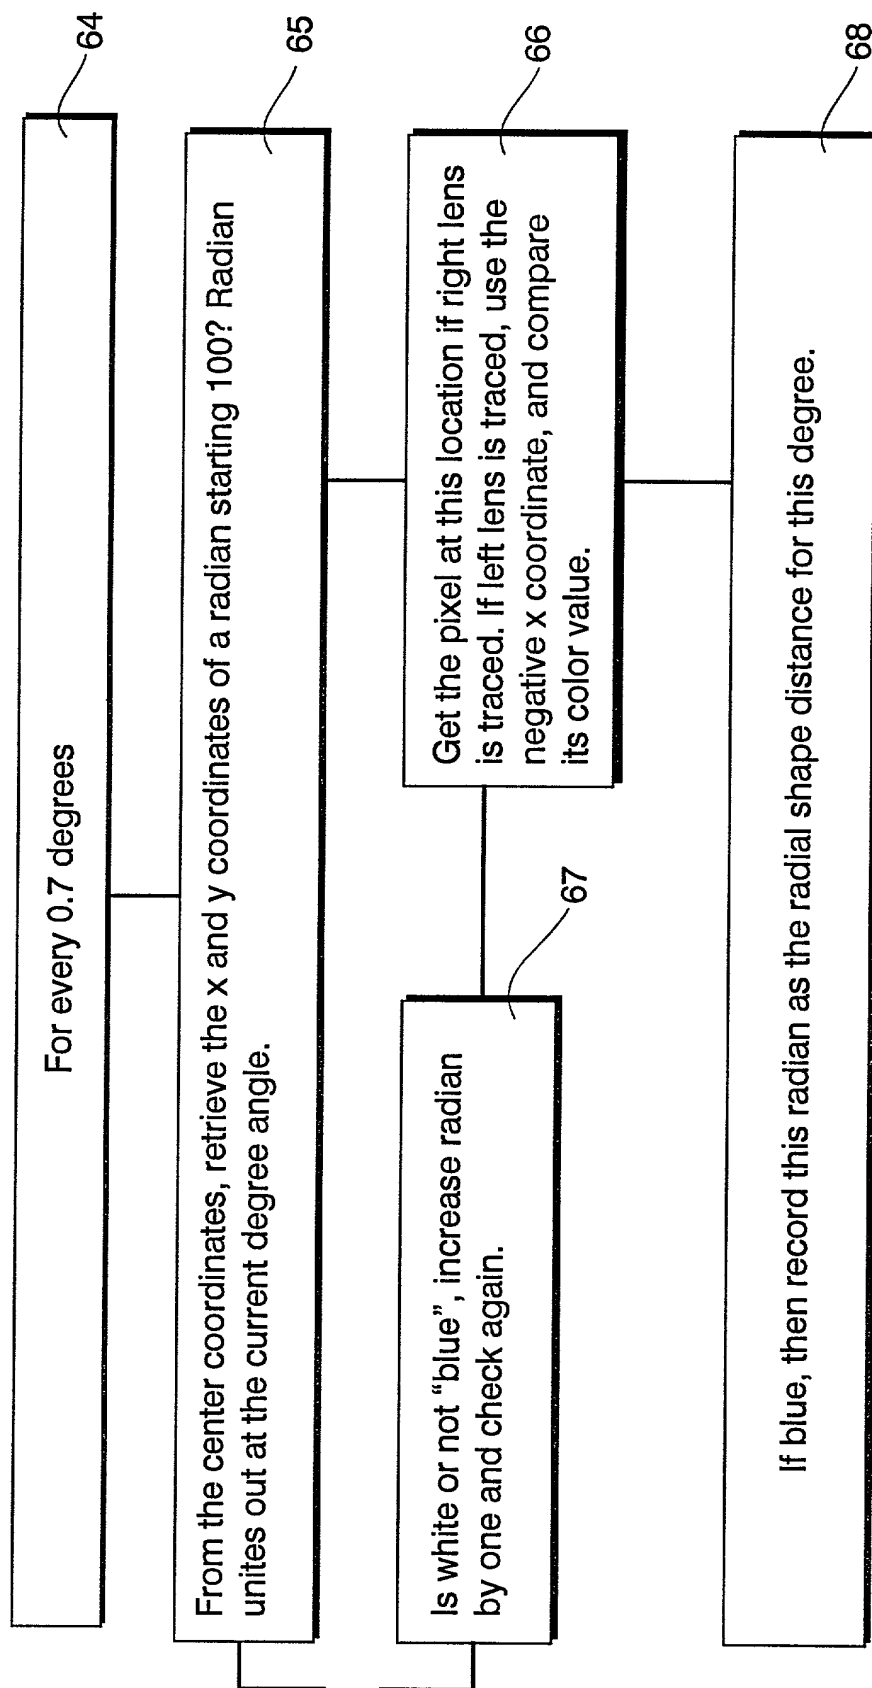 For every 0.7 degrees
64
From the center coordinates, retrieve the x and y coordinates of a radian starting 100? Radian
unites out at the current degree angle.
65
Get the pixel at this location if right lens
is traced. If left lens is traced, use the
negative x coordinate, and compare
its color value.
66
Is white or not “blue”, increase radian
by one and check again.
67
If blue, then record this radian as the radial shape distance for this degree.
68